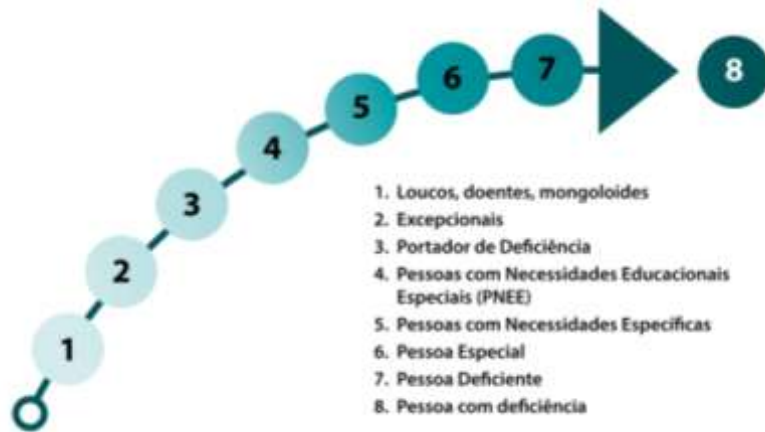 1
2
3
4
5
6
7
8
1. Loucos, doentes, mongoloides
2. Excepcionais
3. Portador de Deficiência
4. Pessoas com Necessidades Educacionais
Especiais (PNEE)
5. Pessoas com Necessidades Específicas
6. Pessoa Especial
7. Pessoa Deficiente
8. Pessoa com deficiência